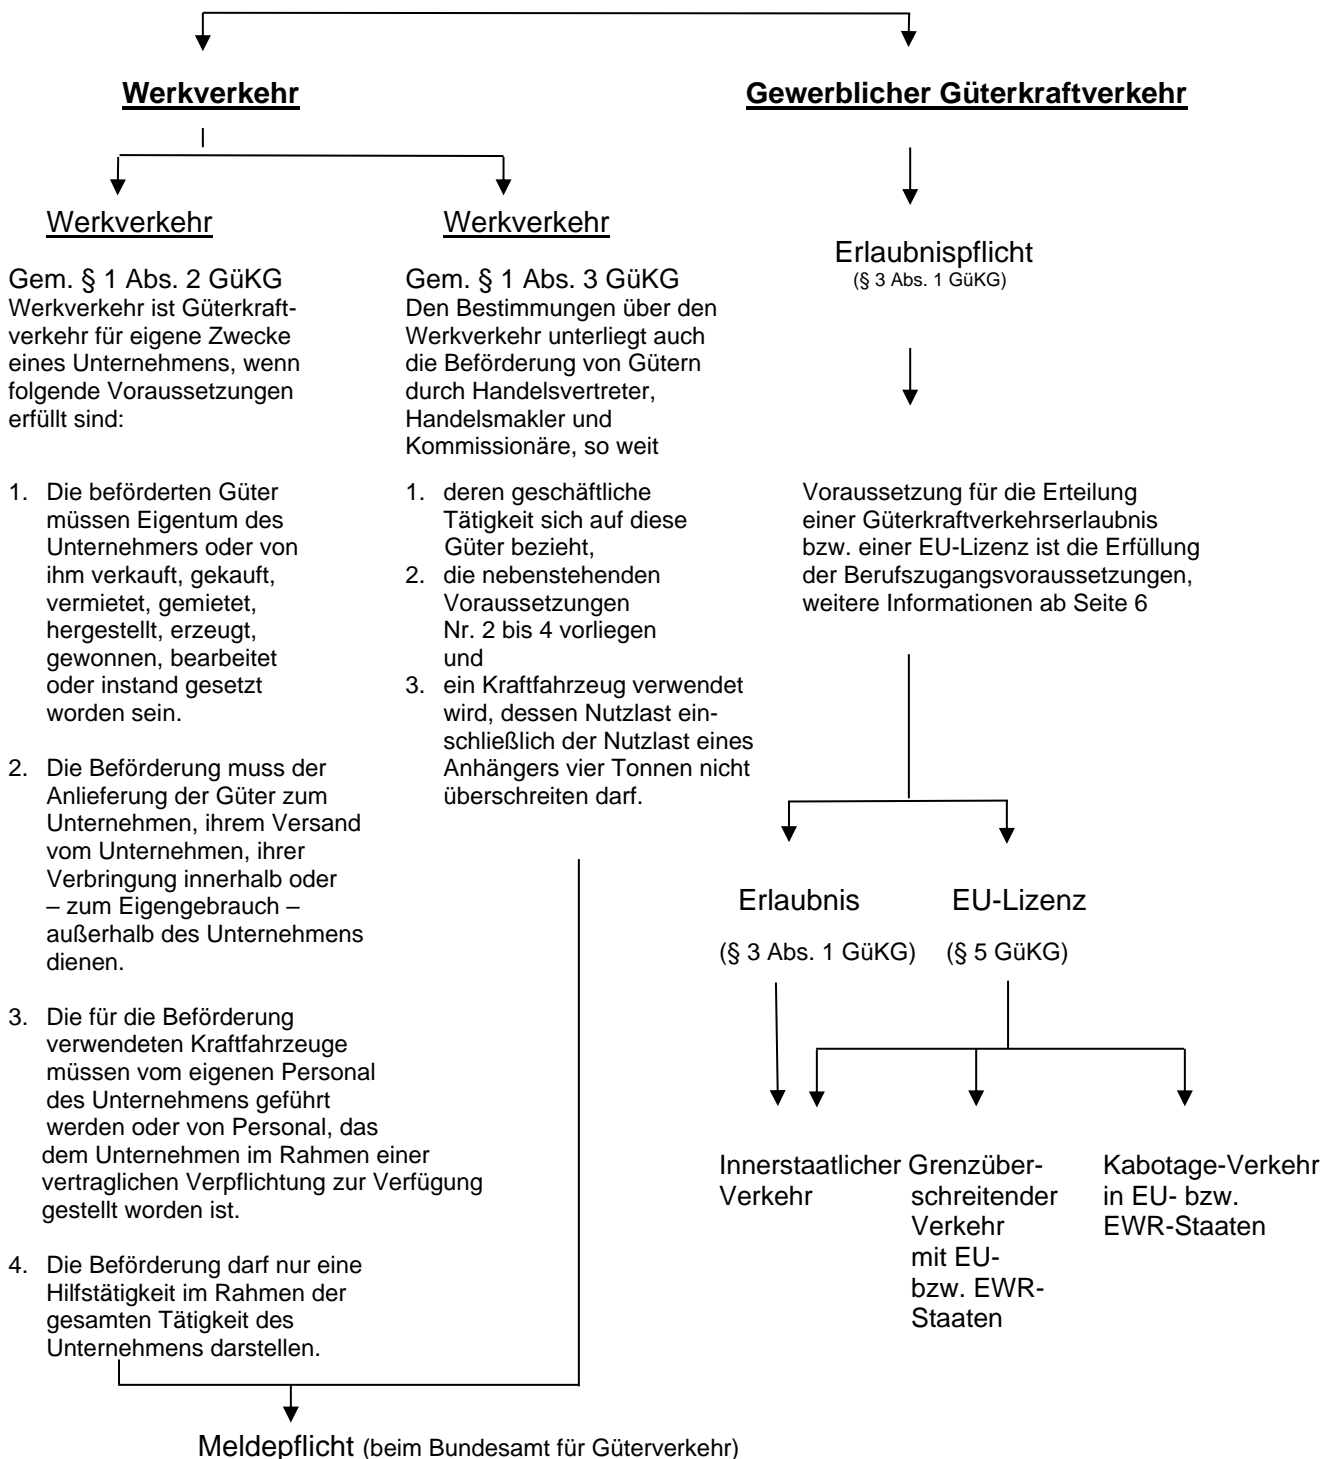 Werkverkehr
Gewerblicher Güterkraftverkehr
Werkverkehr
Gem. § 1 Abs. 2 GüKG
Werkverkehr ist Güterkraft-
verkehr für eigene Zwecke
eines Unternehmens, wenn
folgende Voraussetzungen
erfüllt sind:
1. Die beförderten Güter
müssen Eigentum des
Unternehmers oder von
ihm verkauft, gekauft,
vermietet, gemietet,
hergestellt, erzeugt,
gewonnen, bearbeitet
oder instand gesetzt
worden sein.
2. Die Beförderung muss der
Anlieferung der Güter zum
Unternehmen, ihrem Versand
vom Unternehmen, ihrer
Verbringung innerhalb oder
– zum Eigengebrauch –
außerhalb des Unternehmens
dienen.
3. Die für die Beförderung
verwendeten Kraftfahrzeuge
müssen vom eigenen Personal
des Unternehmens geführt
werden oder von Personal, das
dem Unternehmen im Rahmen einer
vertraglichen Verpflichtung zur Verfügung
gestellt worden ist.
4. Die Beförderung darf nur eine
Hilfstätigkeit im Rahmen der
gesamten Tätigkeit des
Unternehmens darstellen.
Werkverkehr
Gem. § 1 Abs. 3 GüKG
Den Bestimmungen über den
Werkverkehr unterliegt auch
die Beförderung von Gütern
durch Handelsvertreter,
Handelsmakler und
Kommissionäre, so weit
1. deren geschäftliche
Tätigkeit sich auf diese
Güter bezieht,
2. die nebenstehenden
Voraussetzungen
Nr. 2 bis 4 vorliegen
und
3. ein Kraftfahrzeug verwendet
wird, dessen Nutzlast ein-
schließlich der Nutzlast eines
Anhängers vier Tonnen nicht
überschreiten darf.
Meldepflicht (beim Bundesamt für Güterverkehr)
Erlaubnispflicht
(§ 3 Abs. 1 GüKG)
Voraussetzung für die Erteilung
einer Güterkraftverkehrserlaubnis
bzw. einer EU-Lizenz ist die Erfüllung
der Berufszugangsvoraussetzungen,
weitere Informationen ab Seite 6
Erlaubnis
(§ 3 Abs. 1 GüKG)
EU-Lizenz
(§ 5 GüKG)
Innerstaatlicher
Verkehr
Grenzüber-
schreitender
Verkehr
mit EU-
bzw. EWR-
Staaten
Kabotage-Verkehr
in EU- bzw.
EWR-Staaten